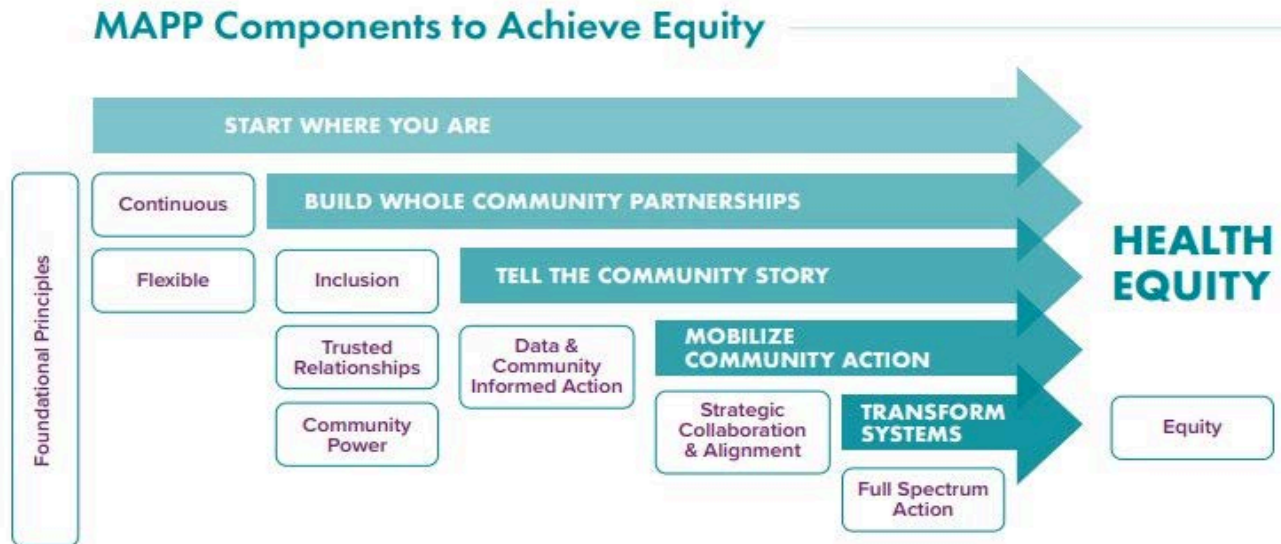 MAPP Components to Achieve Equity
START WHERE YOU ARE
Foundational Principles
Continuous
BUILD WHOLE COMMUNITY PARTNERSHIPS
Flexible
Inclusion
TELL THE COMMUNITY STORY
HEALTH
EQUITY
Trusted
Relationships
Data &
Community
Informed Action
MOBILIZE
COMMUNITY ACTION
Community
Power
Strategic
Collaboration
& Alignment
TRANSFORM
SYSTEMS
Equity
Full Spectrum
Action